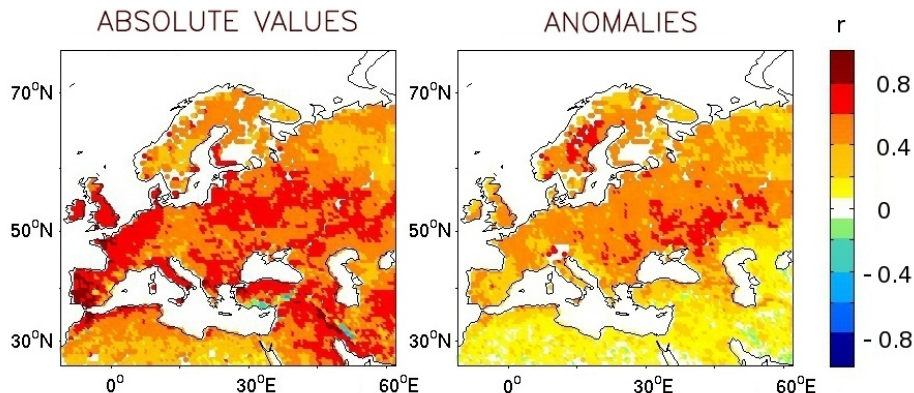 ABSOLUTE VALUES
ANOMALIES
r
70°N
50°N
30°N
0°
30°E
60°E
70°N
50°N
30°N
0°
30°E
60°E
0.8
0.4
0
- 0.4
- 0.8